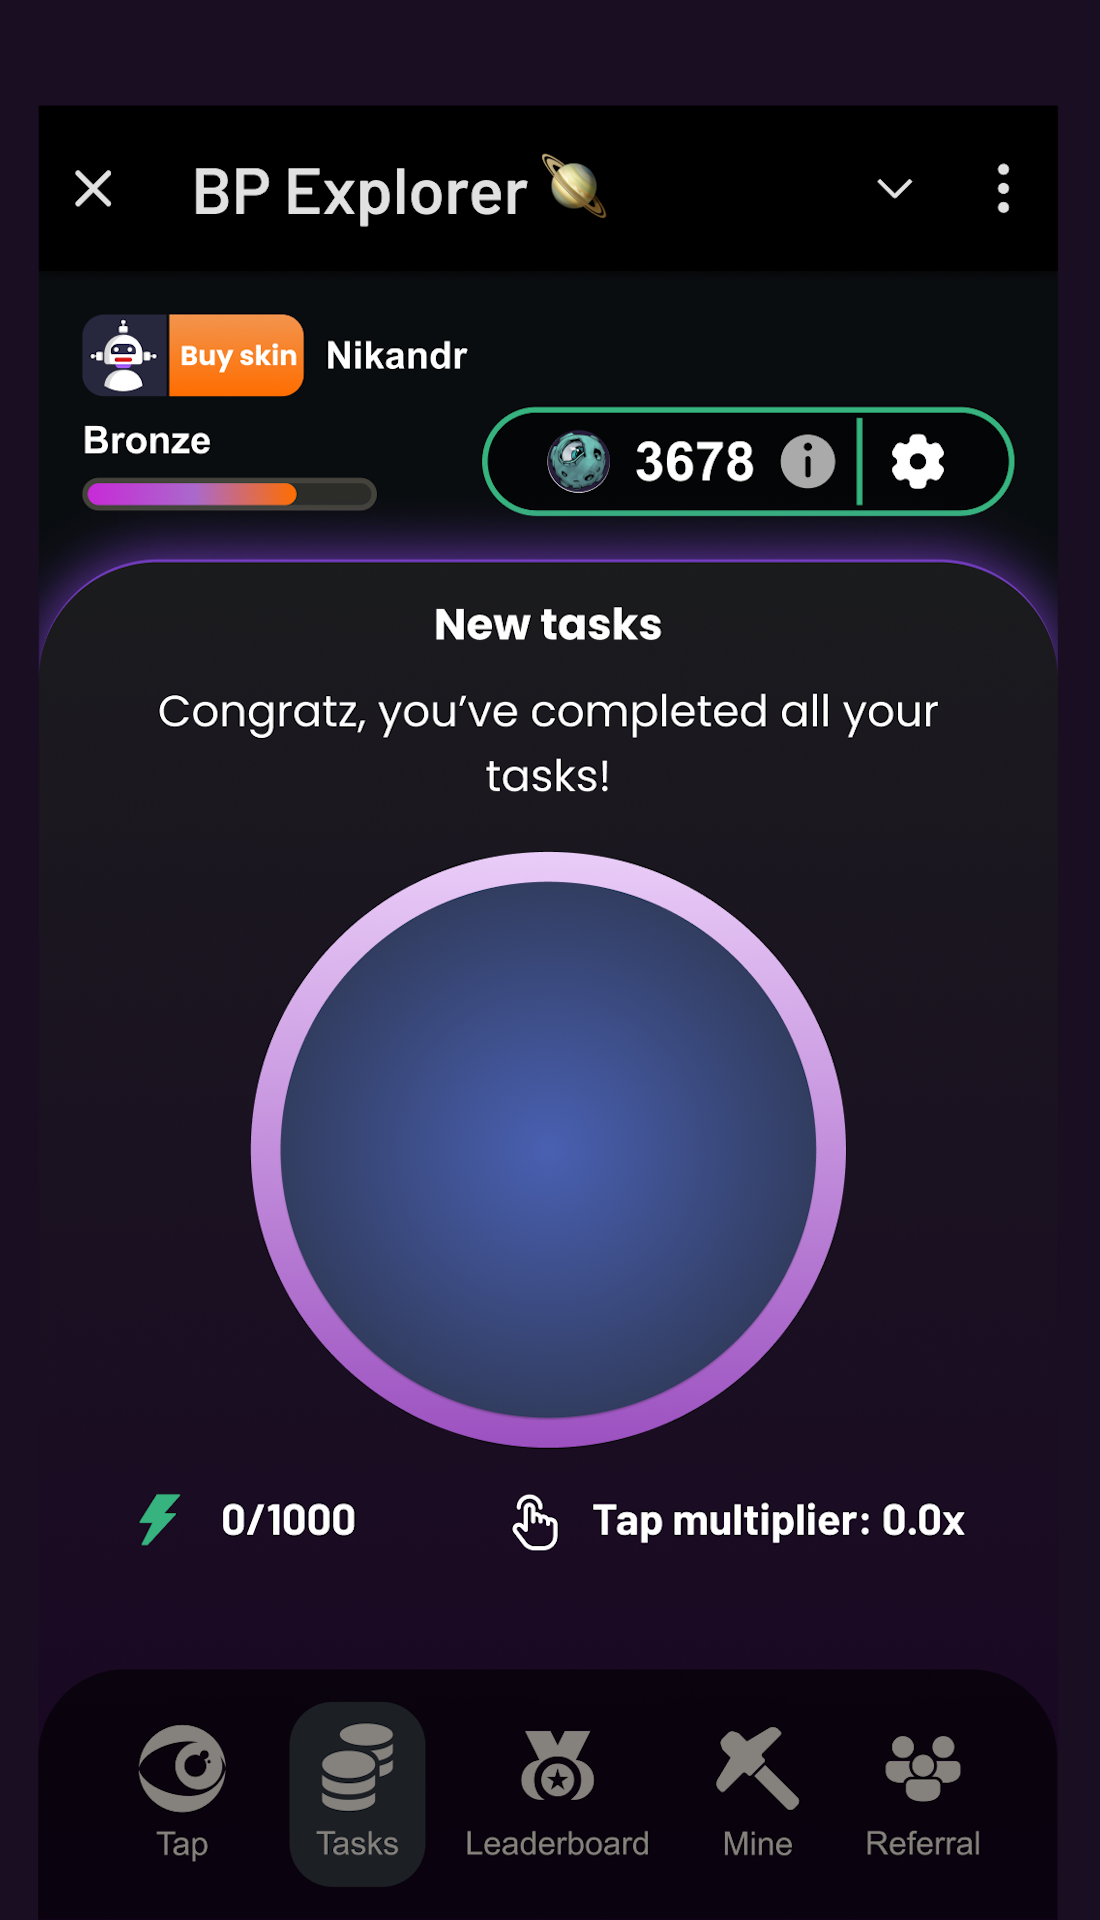 BP Explorer 🪐
Buy skin
Nikandr
Bronze
3678
New tasks
Congratz, you’ve completed all your
tasks!
0/1000
Tap multiplier: 0.0x
Tap
Tasks
Leaderboard
Mine
Referral